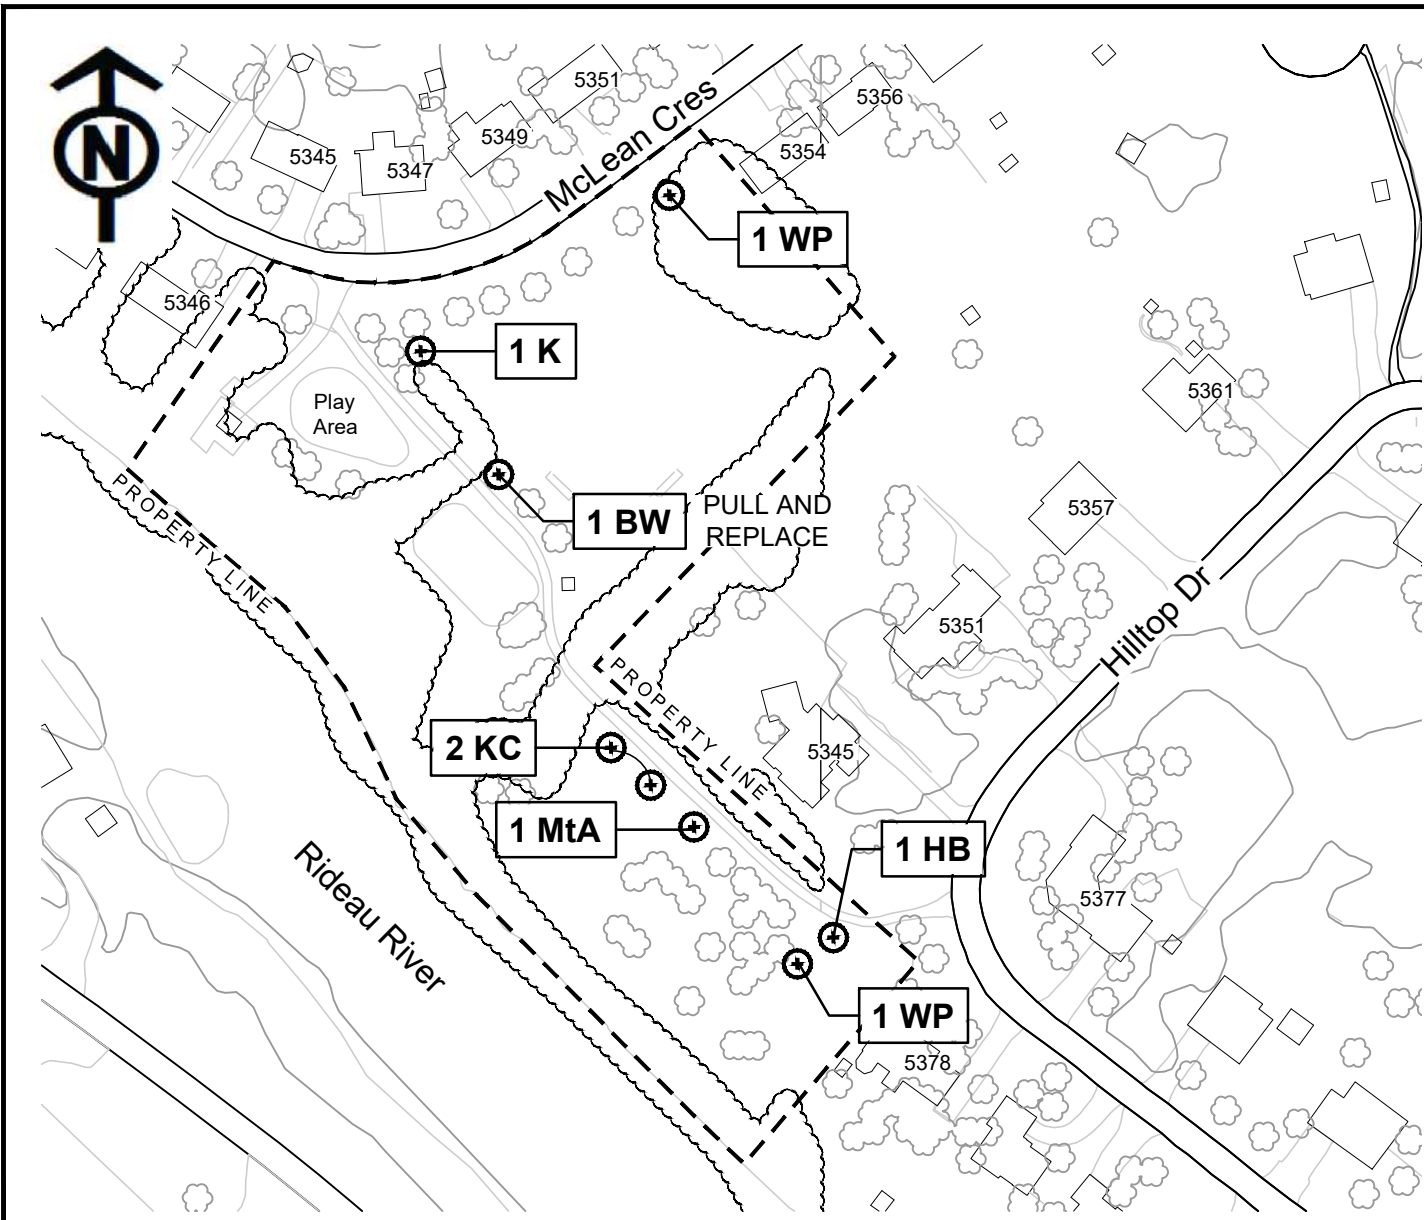 N
5351
5356
5349
McLean Cres
5345
5347
5354
1 WP
5346
1 K
Play
Area
5361
PROPERTY LINE
1 BW
PULL AND
REPLACE
5357
Hilltop Dr
5351
PROPERTY LINE
2 KC
5345
1 MtA
1 HB
Rideau River
5377
1 WP
5378